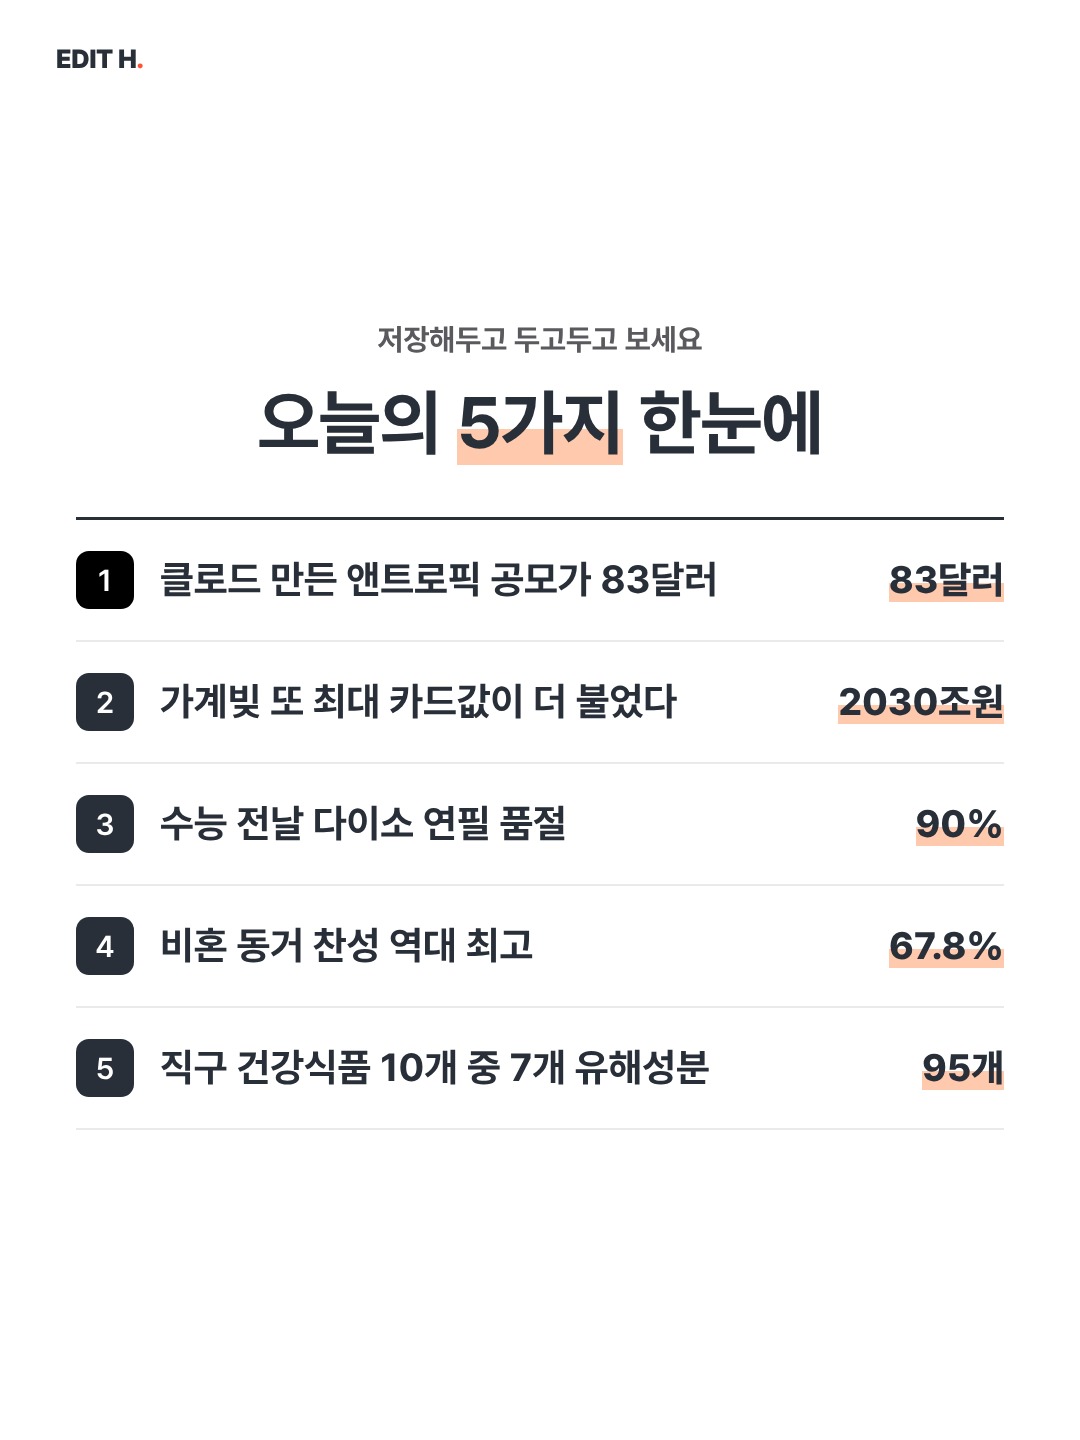 EDIT H.
저장해두고 두고두고 보세요
오늘의 5가지 한눈에
1 클로드 만든 앤트로픽 공모가 83달러 83달러
2 가계빚 또 최대 카드값이 더 불었다 2030조원
3 수능 전날 다이소 연필 품절 90%
4 비혼 동거 찬성 역대 최고 67.8%
5 직구 건강식품 10개 중 7개 유해성분 95개